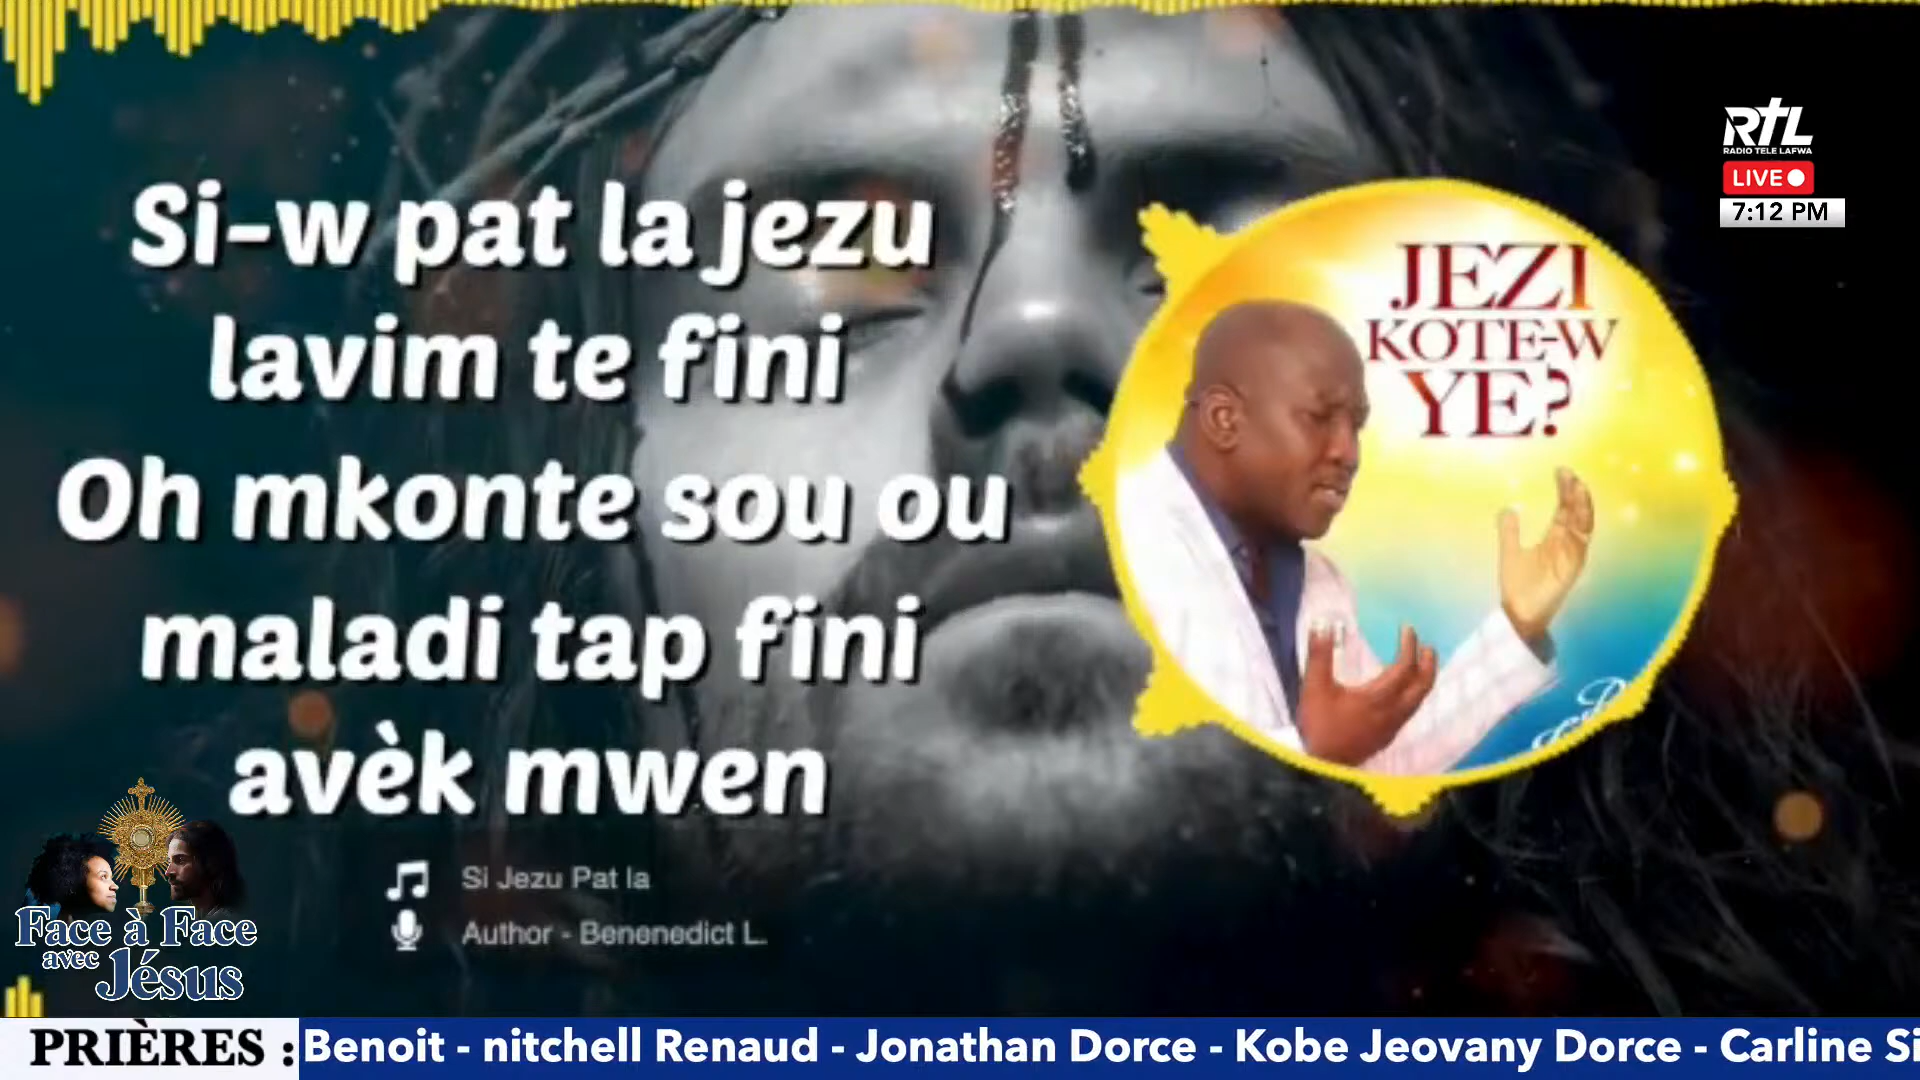 Si-w pat la jezu
lavim te fini
Oh mkonte sou ou
maladi tap fini
avèk mwen
Si Jezu Pat la
Author - Benenedict L.
JEZI
KOTE-W
YE?
RTL
RADIO TELE LAFWA
LIVE
7:12 PM
Face à Face
avec Jésus
PRIÈRES : Benoit - nitchell Renaud - Jonathan Dorce - Kobe Jeovany Dorce - Carline Si